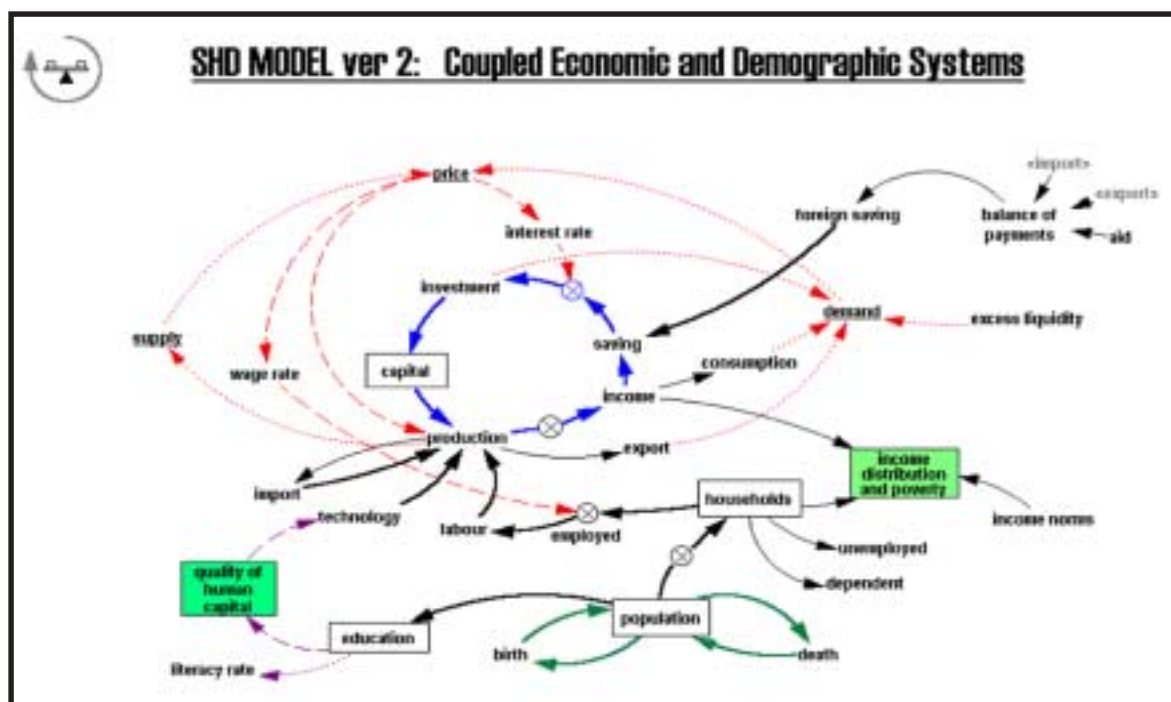 SHD MODEL ver 2: Coupled Economic and Demographic Systems
price
«import»
«export»
foreign saving
balance of
payments
aid
interest rate
investment
supply
demand
excess liquidity
saving
wage rate
capital
consumption
income
production
export
income
distribution
and poverty
import
technology
labour
employed
households
income norms
unemployed
dependent
quality of
human
capital
education
population
literacy rate
birth
death